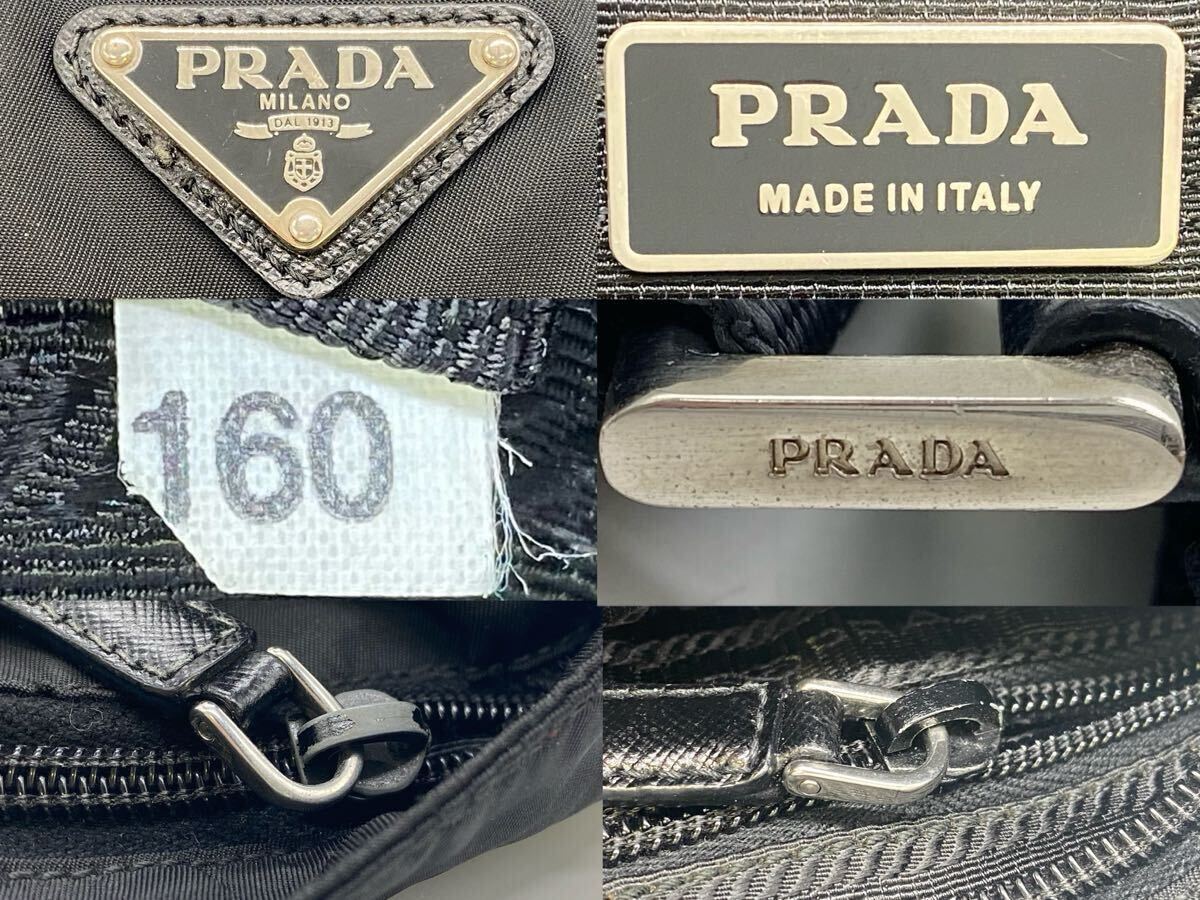 PRADA
MILANO
DAL 1913
PRADA
MADE IN ITALY
160
PRADA